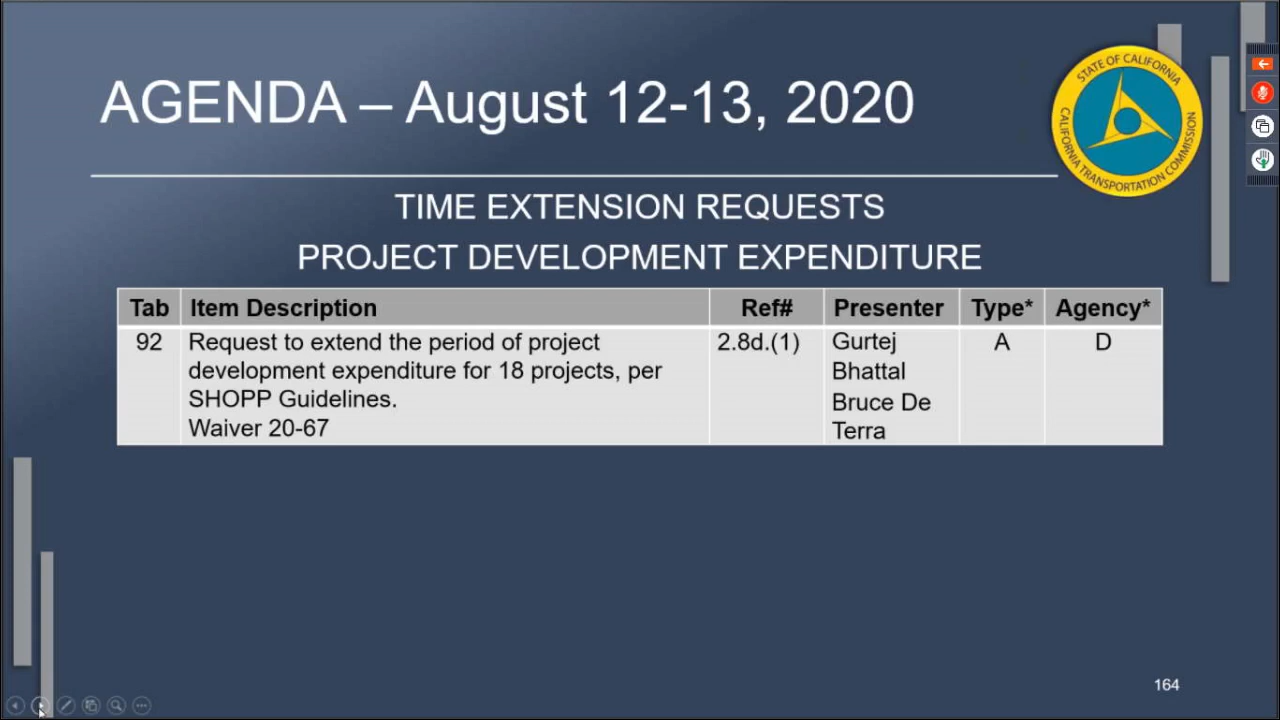 AGENDA – August 12-13, 2020
STATE OF CALIFORNIA
CALIFORNIA TRANSPORTATION COMMISSION
TIME EXTENSION REQUESTS
PROJECT DEVELOPMENT EXPENDITURE
Tab Item Description Ref# Presenter Type* Agency*
92 Request to extend the period of project 2.8d.(1) Gurtej A D
development expenditure for 18 projects, per Bhattal
SHOPP Guidelines. Bruce De
Waiver 20-67 Terra
164